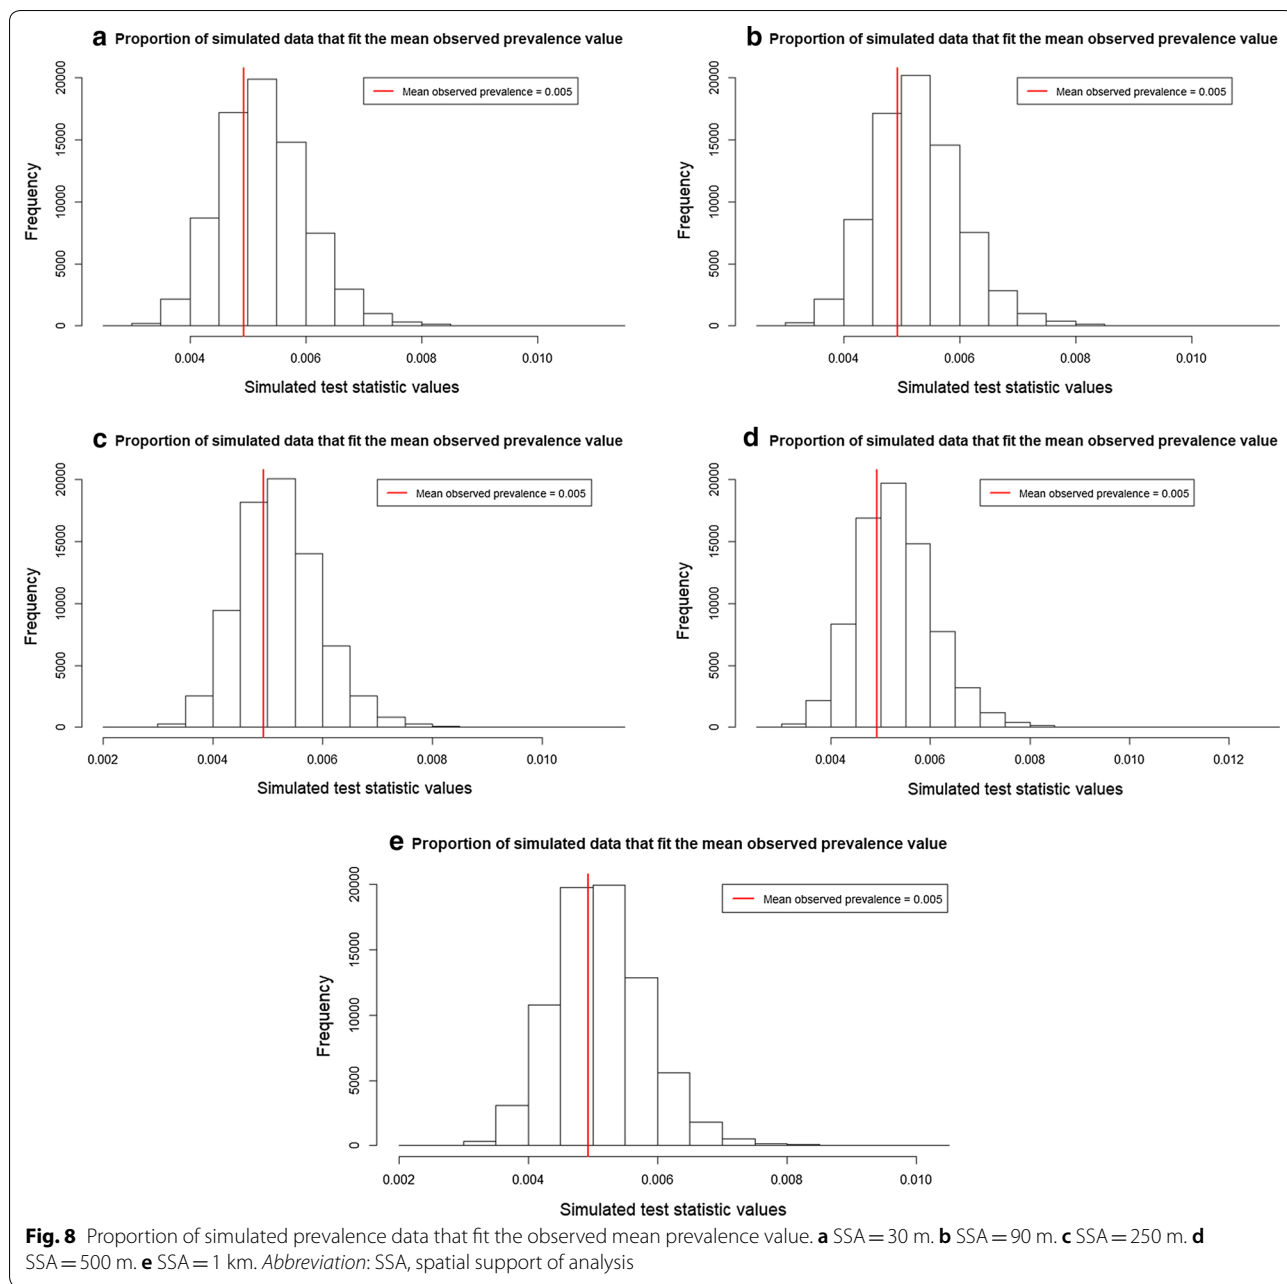 a Proportion of simulated data that fit the mean observed prevalence value
Mean observed prevalence = 0.005
Frequency
0
5000
10000
15000
20000
0.004 0.006 0.008 0.010
Simulated test statistic values
b Proportion of simulated data that fit the mean observed prevalence value
Mean observed prevalence = 0.005
Frequency
0
5000
10000
15000
20000
0.004 0.006 0.008 0.010
Simulated test statistic values
c Proportion of simulated data that fit the mean observed prevalence value
Mean observed prevalence = 0.005
Frequency
0
5000
10000
15000
20000
0.002 0.004 0.006 0.008 0.010
Simulated test statistic values
d Proportion of simulated data that fit the mean observed prevalence value
Mean observed prevalence = 0.005
Frequency
0
5000
10000
15000
20000
0.004 0.006 0.008 0.010 0.012
Simulated test statistic values
e Proportion of simulated data that fit the mean observed prevalence value
Mean observed prevalence = 0.005
Frequency
0
5000
10000
15000
20000
0.002 0.004 0.006 0.008 0.010
Simulated test statistic values
Fig. 8 Proportion of simulated prevalence data that fit the observed mean prevalence value. a SSA = 30 m. b SSA = 90 m. c SSA = 250 m. d
SSA = 500 m. e SSA = 1 km. Abbreviation: SSA, spatial support of analysis